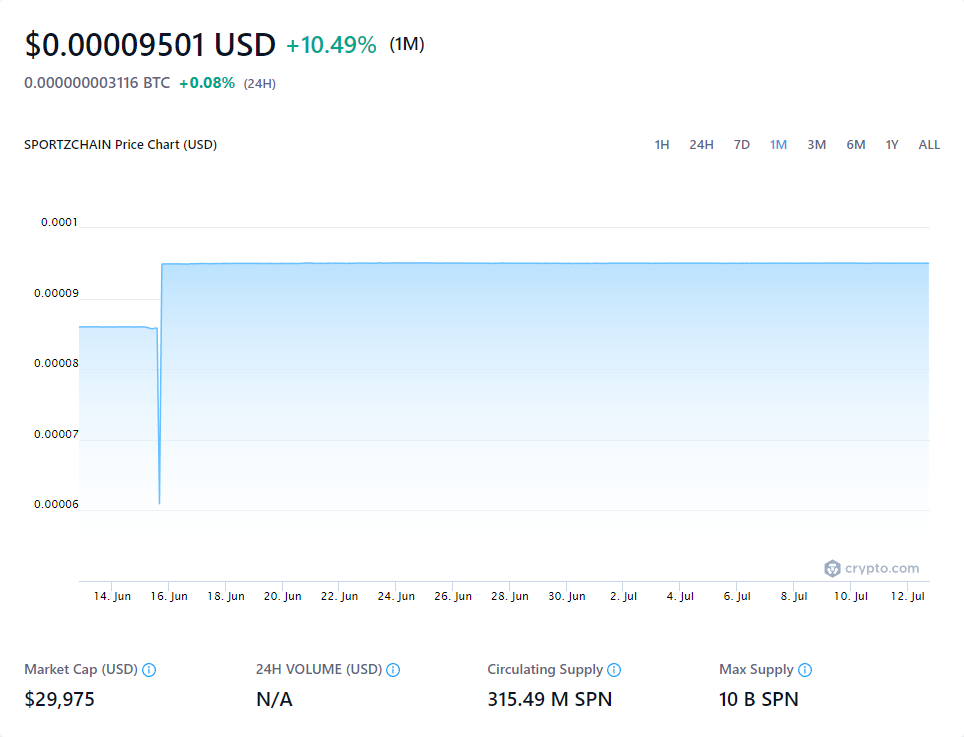 $0.00009501 USD +10.49% (1M)
0.000000003116 BTC +0.08% (24H)
SPORTZCHAIN Price Chart (USD) 1H 24H 7D 1M 3M 6M 1Y ALL
0.0001
0.00009
0.00008
0.00007
0.00006
crypto.com
14. Jun 16. Jun 18. Jun 20. Jun 22. Jun 24. Jun 26. Jun 28. Jun 30. Jun 2. Jul 4. Jul 6. Jul 8. Jul 10. Jul 12. Jul
Market Cap (USD) 24H VOLUME (USD) Circulating Supply Max Supply
$29,975 N/A 315.49 M SPN 10 B SPN